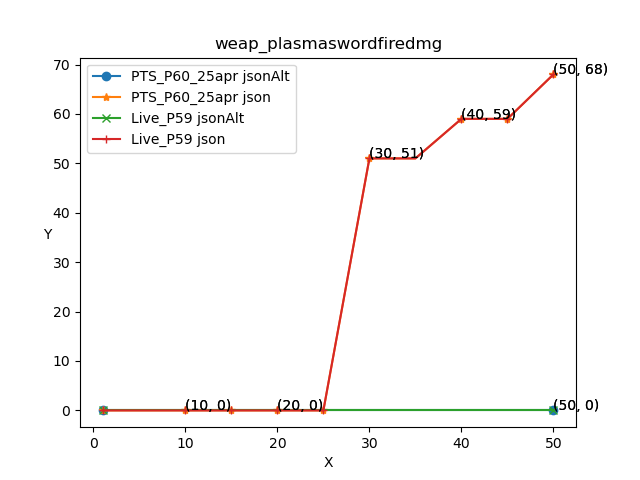 weap_plasmaswordfiredmg
PTS_P60_25apr jsonAlt
PTS_P60_25apr json
Live_P59 jsonAlt
Live_P59 json
(50, 68)
(40, 59)
(30, 51)
(10, 0)
(20, 0)
(50, 0)
70
60
50
40
30
20
10
0
Y
0
10
20
30
40
50
X